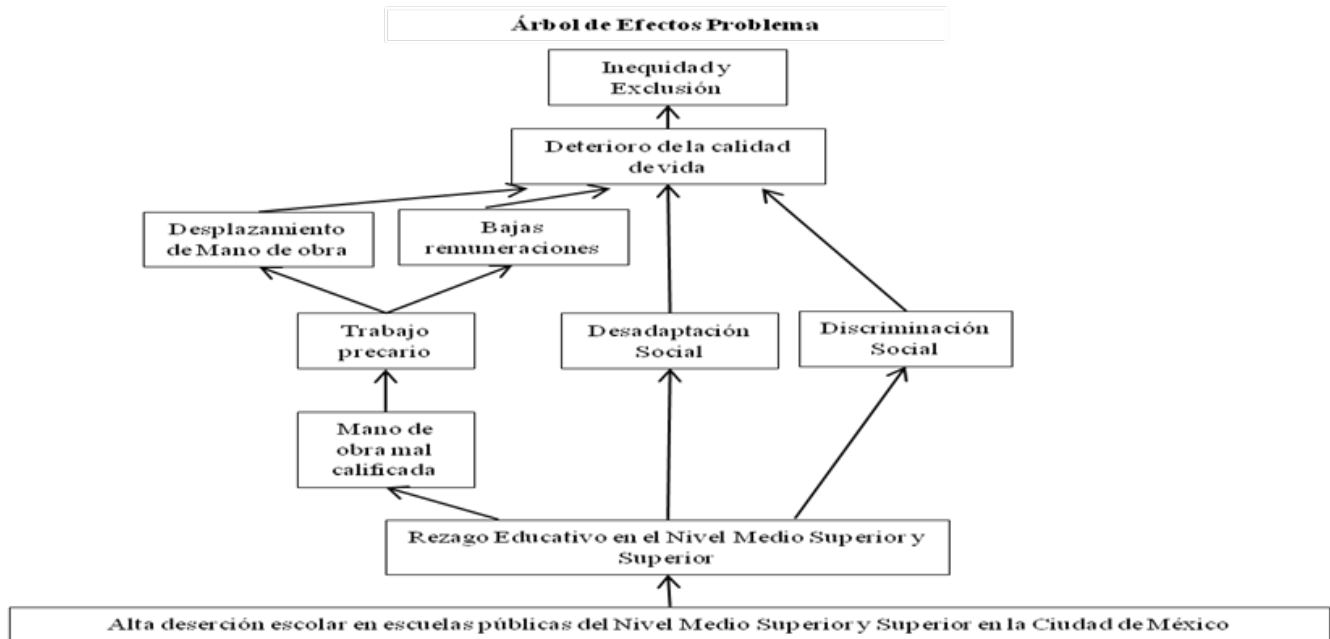 Árbol de Efectos Problema
Inequidad y
Exclusión
Deterioro de la calidad
de vida
Desplazamiento
de Mano de obra
Bajas
remuneraciones
Trabajo
precario
Desadaptación
Social
Discriminación
Social
Mano de
obra mal
calificada
Rezago Educativo en el Nivel Medio Superior y
Superior
Alta deserción escolar en escuelas públicas del Nivel Medio Superior y Superior en la Ciudad de México